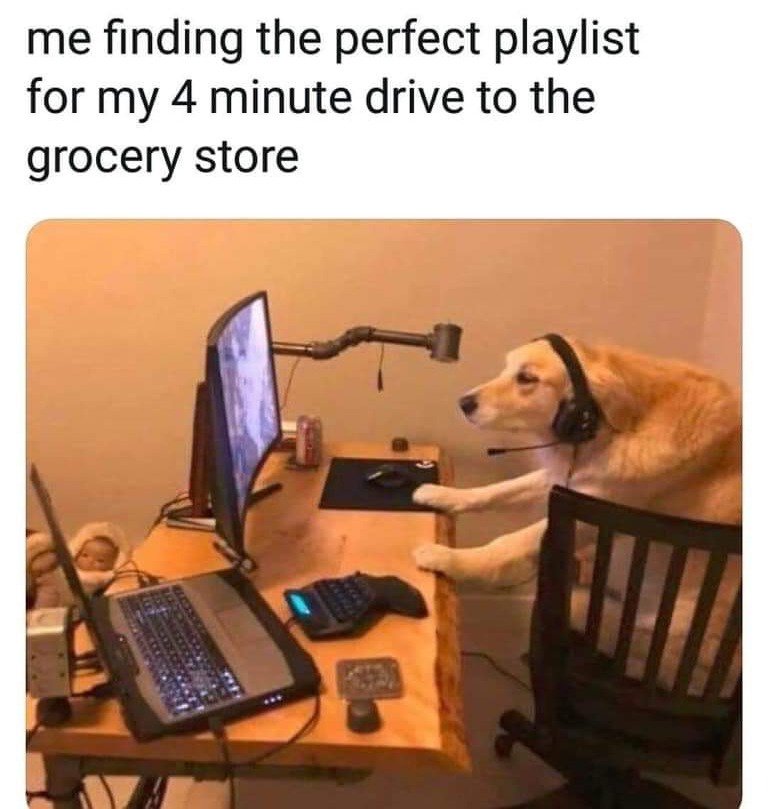 me finding the perfect playlist
for my 4 minute drive to the
grocery store